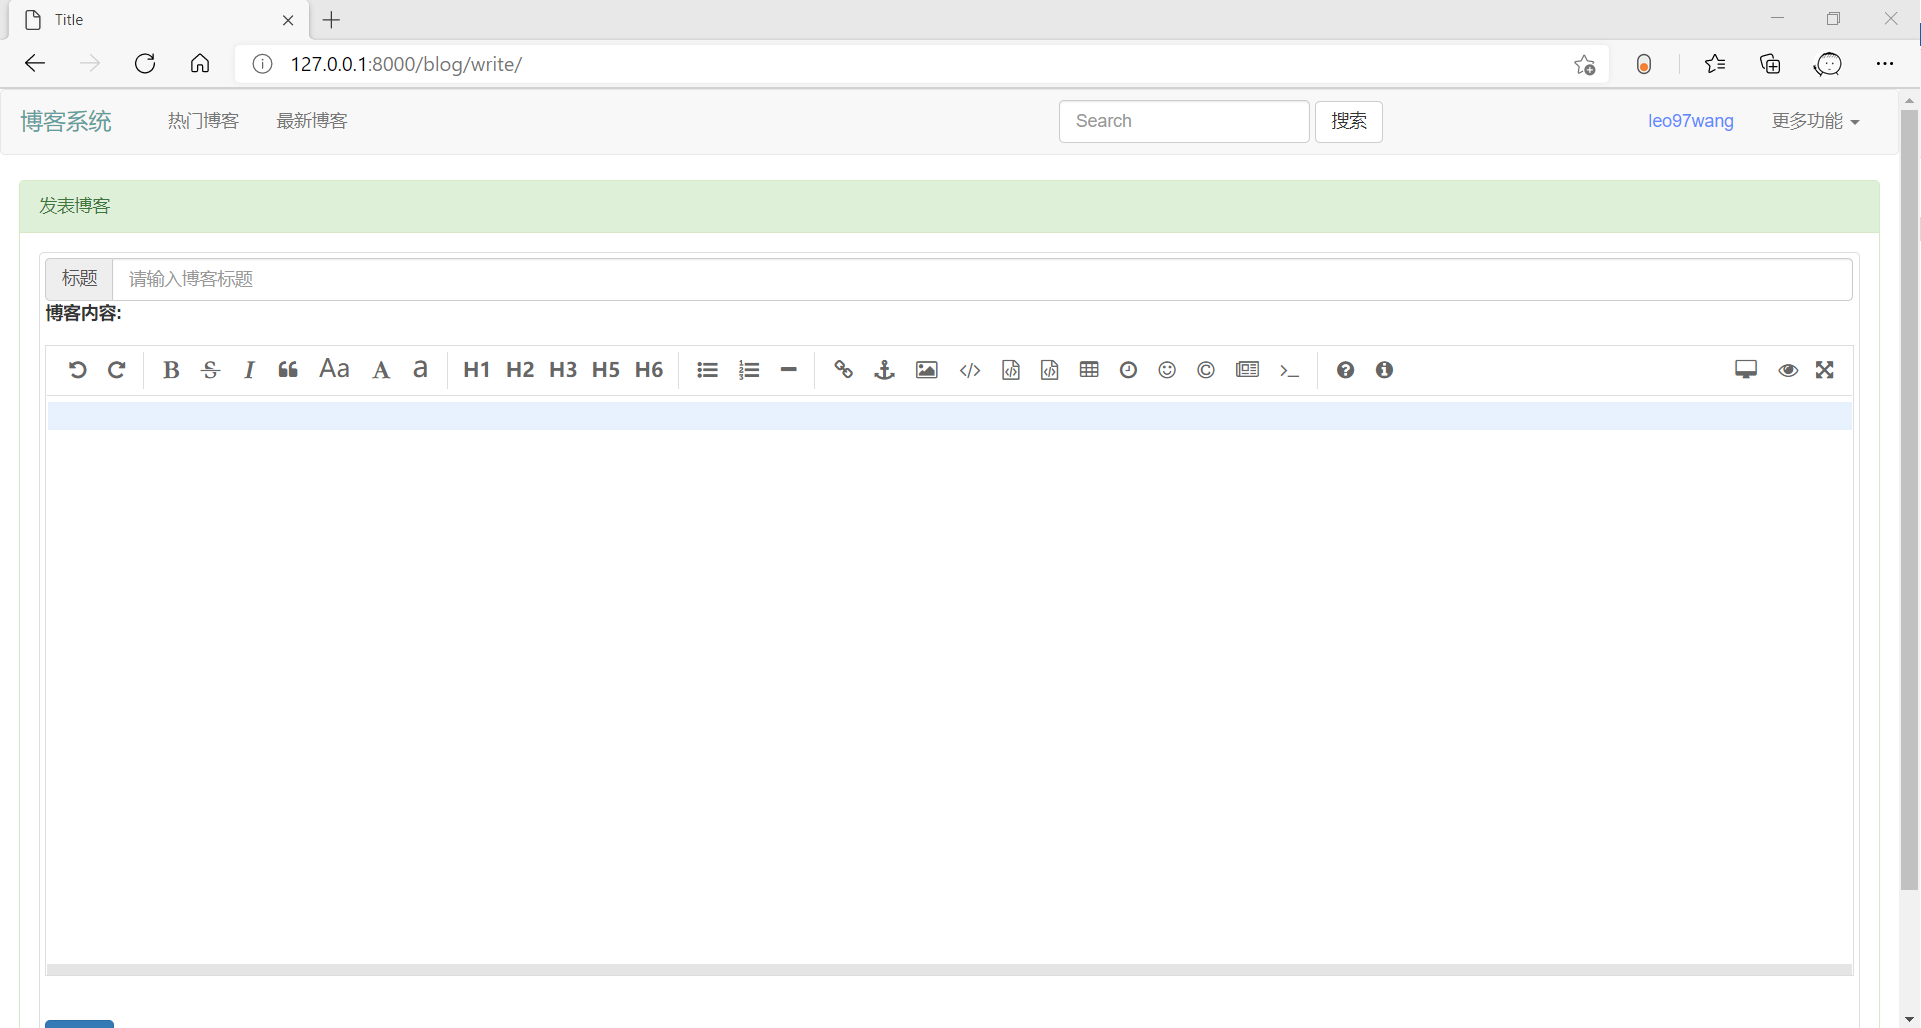 Title
127.0.0.1:8000/blog/write/
博客系统 热门博客 最新博客 Search 搜索 leo97wang 更多功能
发表博客
标题 请输入博客标题
博客内容:
B S I Aa A a H1 H2 H3 H5 H6